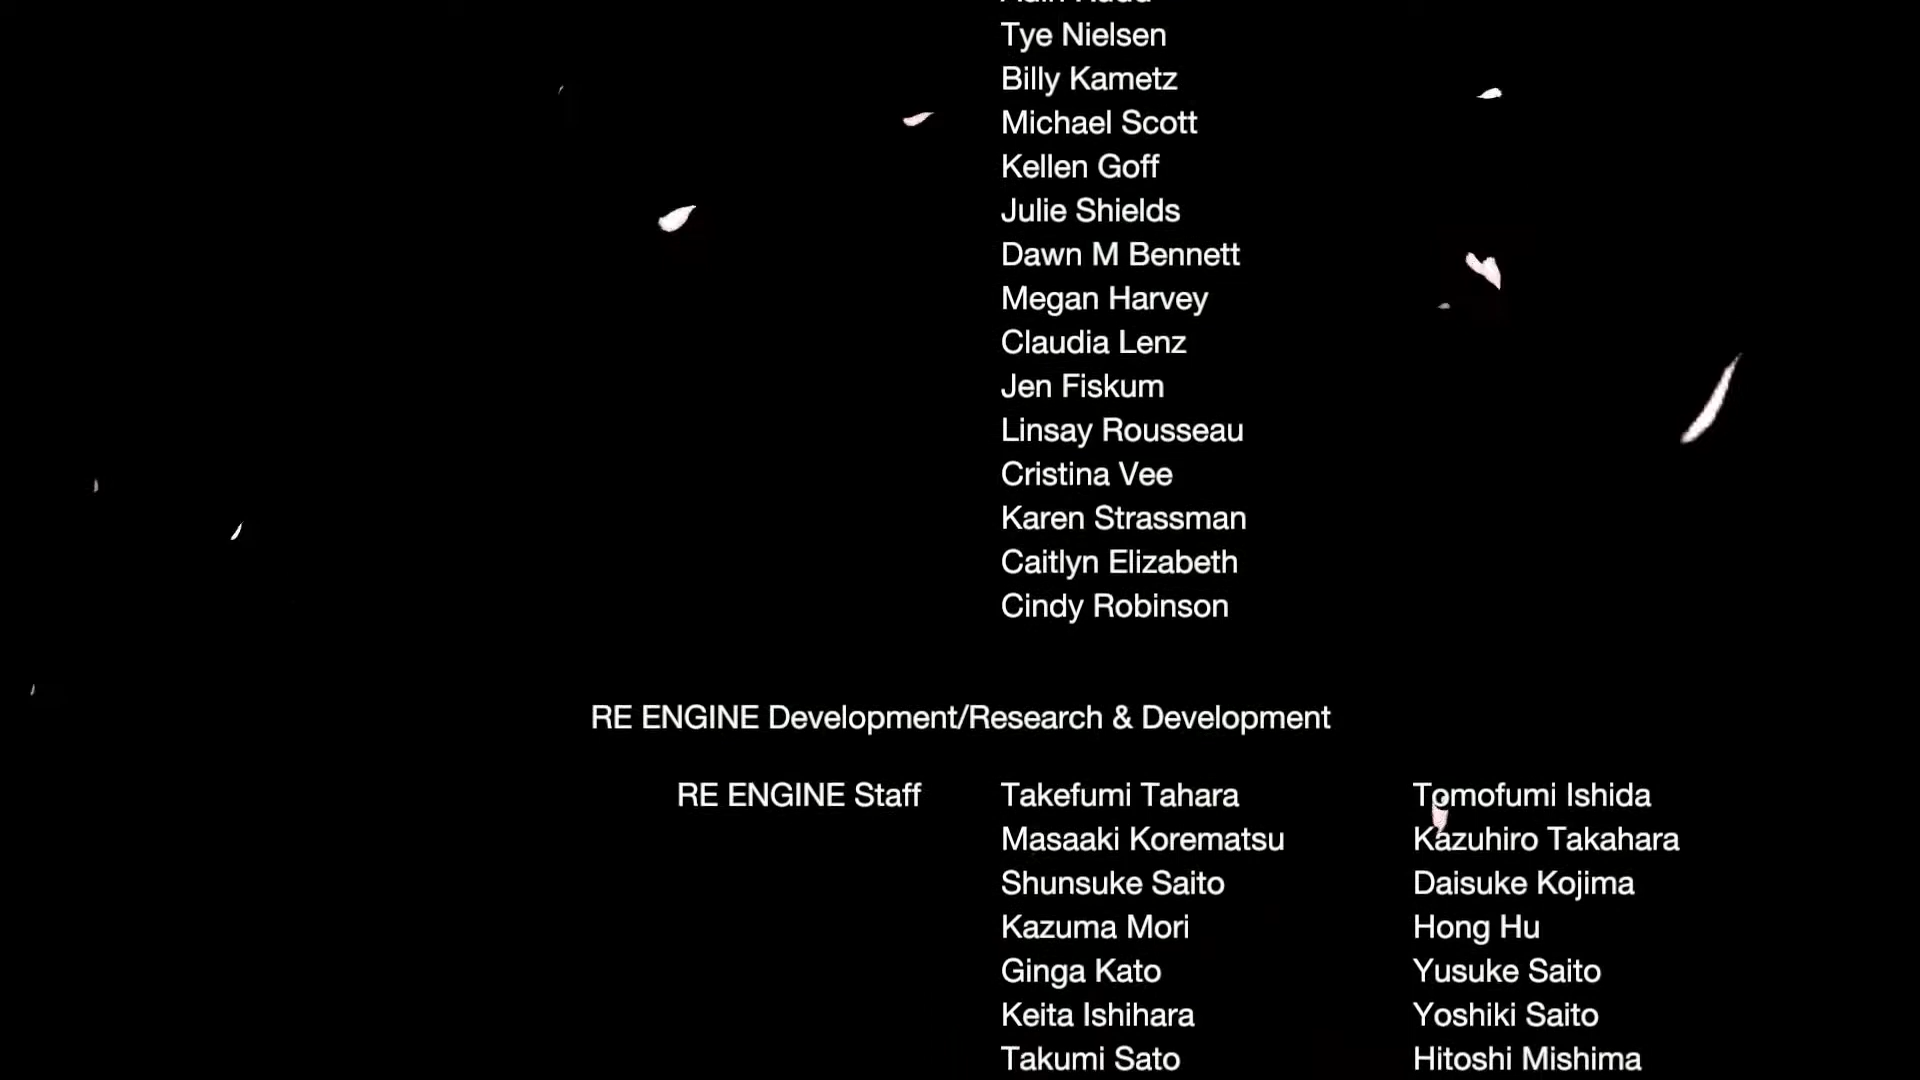 Tye Nielsen
Billy Kametz
Michael Scott
Kellen Goff
Julie Shields
Dawn M Bennett
Megan Harvey
Claudia Lenz
Jen Fiskum
Linsay Rousseau
Cristina Vee
Karen Strassman
Caitlyn Elizabeth
Cindy Robinson
RE ENGINE Development/Research & Development
RE ENGINE Staff Takefumi Tahara Tomofumi Ishida
Masaaki Korematsu Kazuhiro Takahara
Shunsuke Saito Daisuke Kojima
Kazuma Mori Hong Hu
Ginga Kato Yusuke Saito
Keita Ishihara Yoshiki Saito
Takumi Sato Hitoshi Mishima